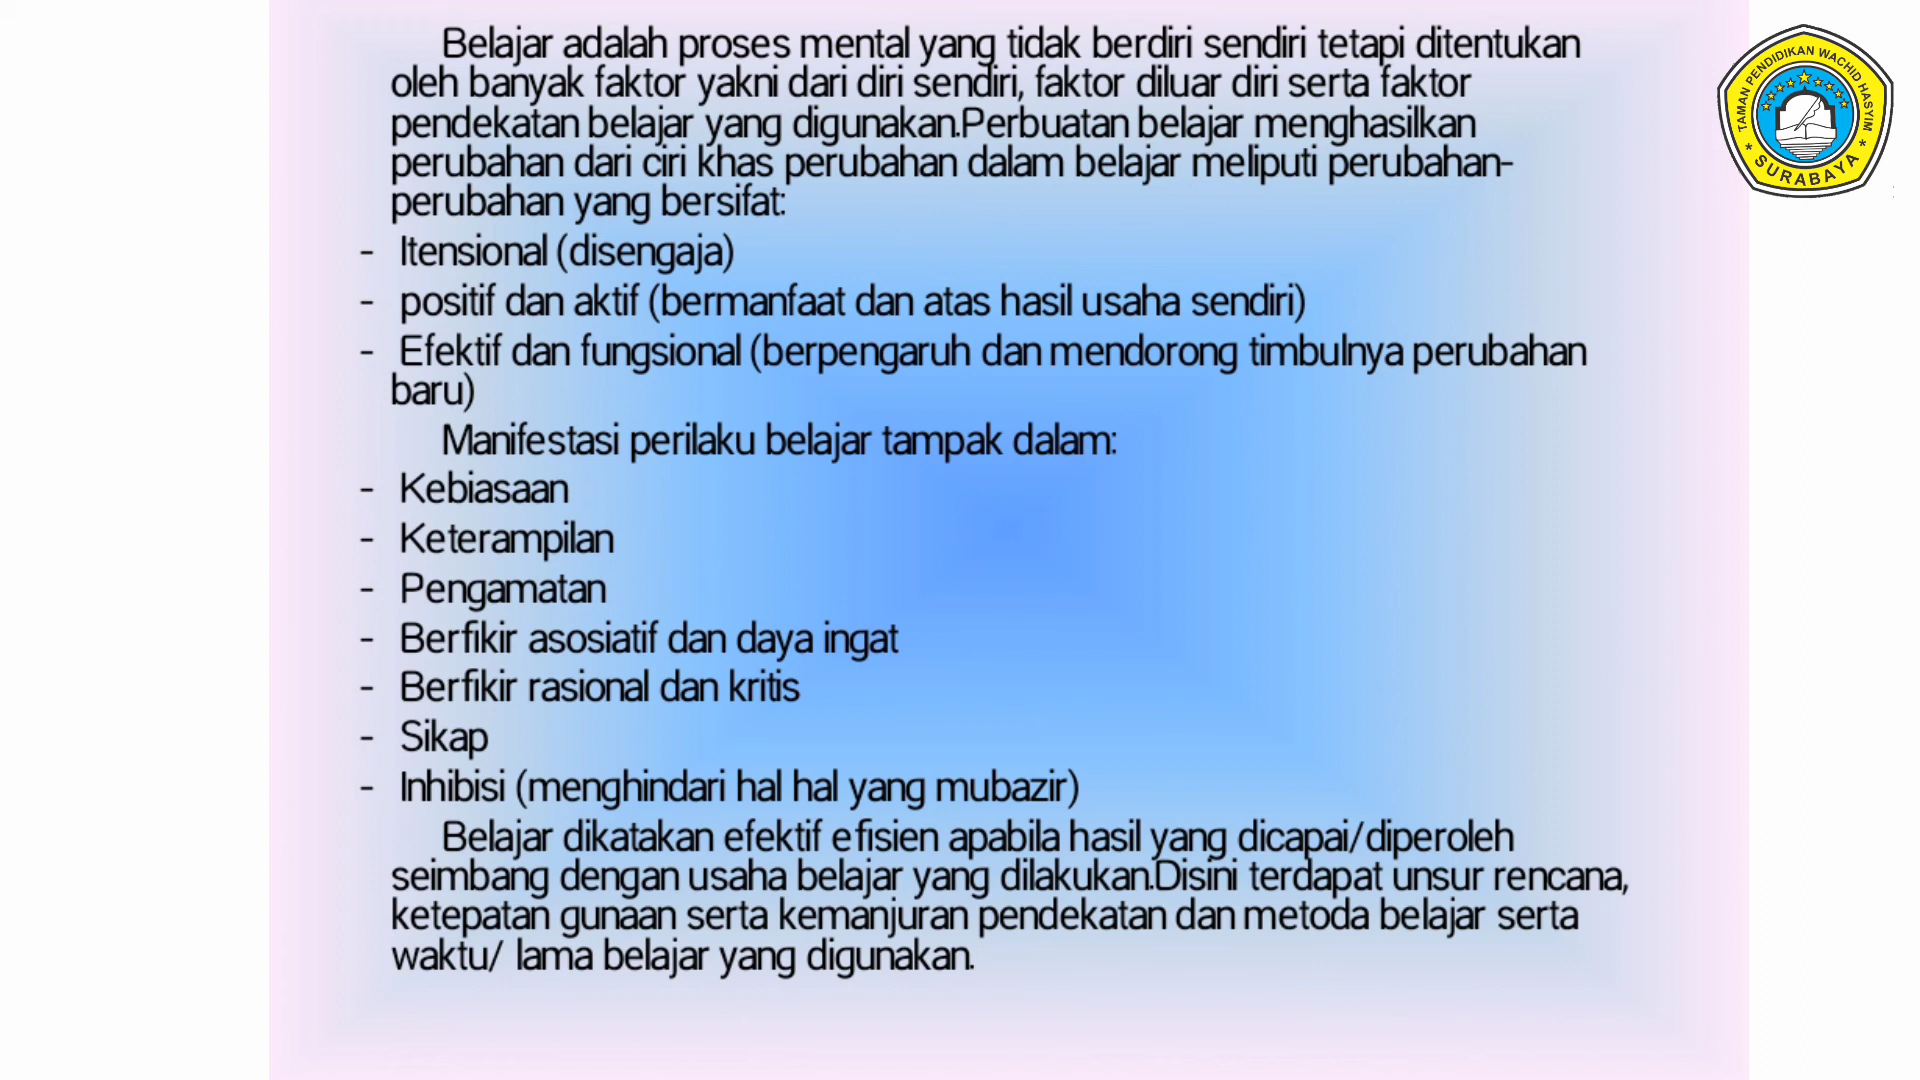 Belajar adalah proses mental yang tidak berdiri sendiri tetapi ditentukan
oleh banyak faktor yakni dari diri sendiri, faktor diluar diri serta faktor
pendekatan belajar yang digunakan.Perbuatan belajar menghasilkan
perubahan dari ciri khas perubahan dalam belajar meliputi perubahan-
perubahan yang bersifat:
- Itensional (disengaja)
- positif dan aktif (bermanfaat dan atas hasil usaha sendiri)
- Efektif dan fungsional (berpengaruh dan mendorong timbulnya perubahan
baru)
Manifestasi perilaku belajar tampak dalam:
- Kebiasaan
- Keterampilan
- Pengamatan
- Berfikir asosiatif dan daya ingat
- Berfikir rasional dan kritis
- Sikap
- Inhibisi (menghindari hal hal yang mubazir)
Belajar dikatakan efektif efisien apabila hasil yang dicapai/diperoleh
seimbang dengan usaha belajar yang dilakukan.Disini terdapat unsur rencana,
ketepatan gunaan serta kemanjuran pendekatan dan metoda belajar serta
waktu/ lama belajar yang digunakan.
TAMAN PENDIDIKAN WACHID HASYIM
* SURABAYA *